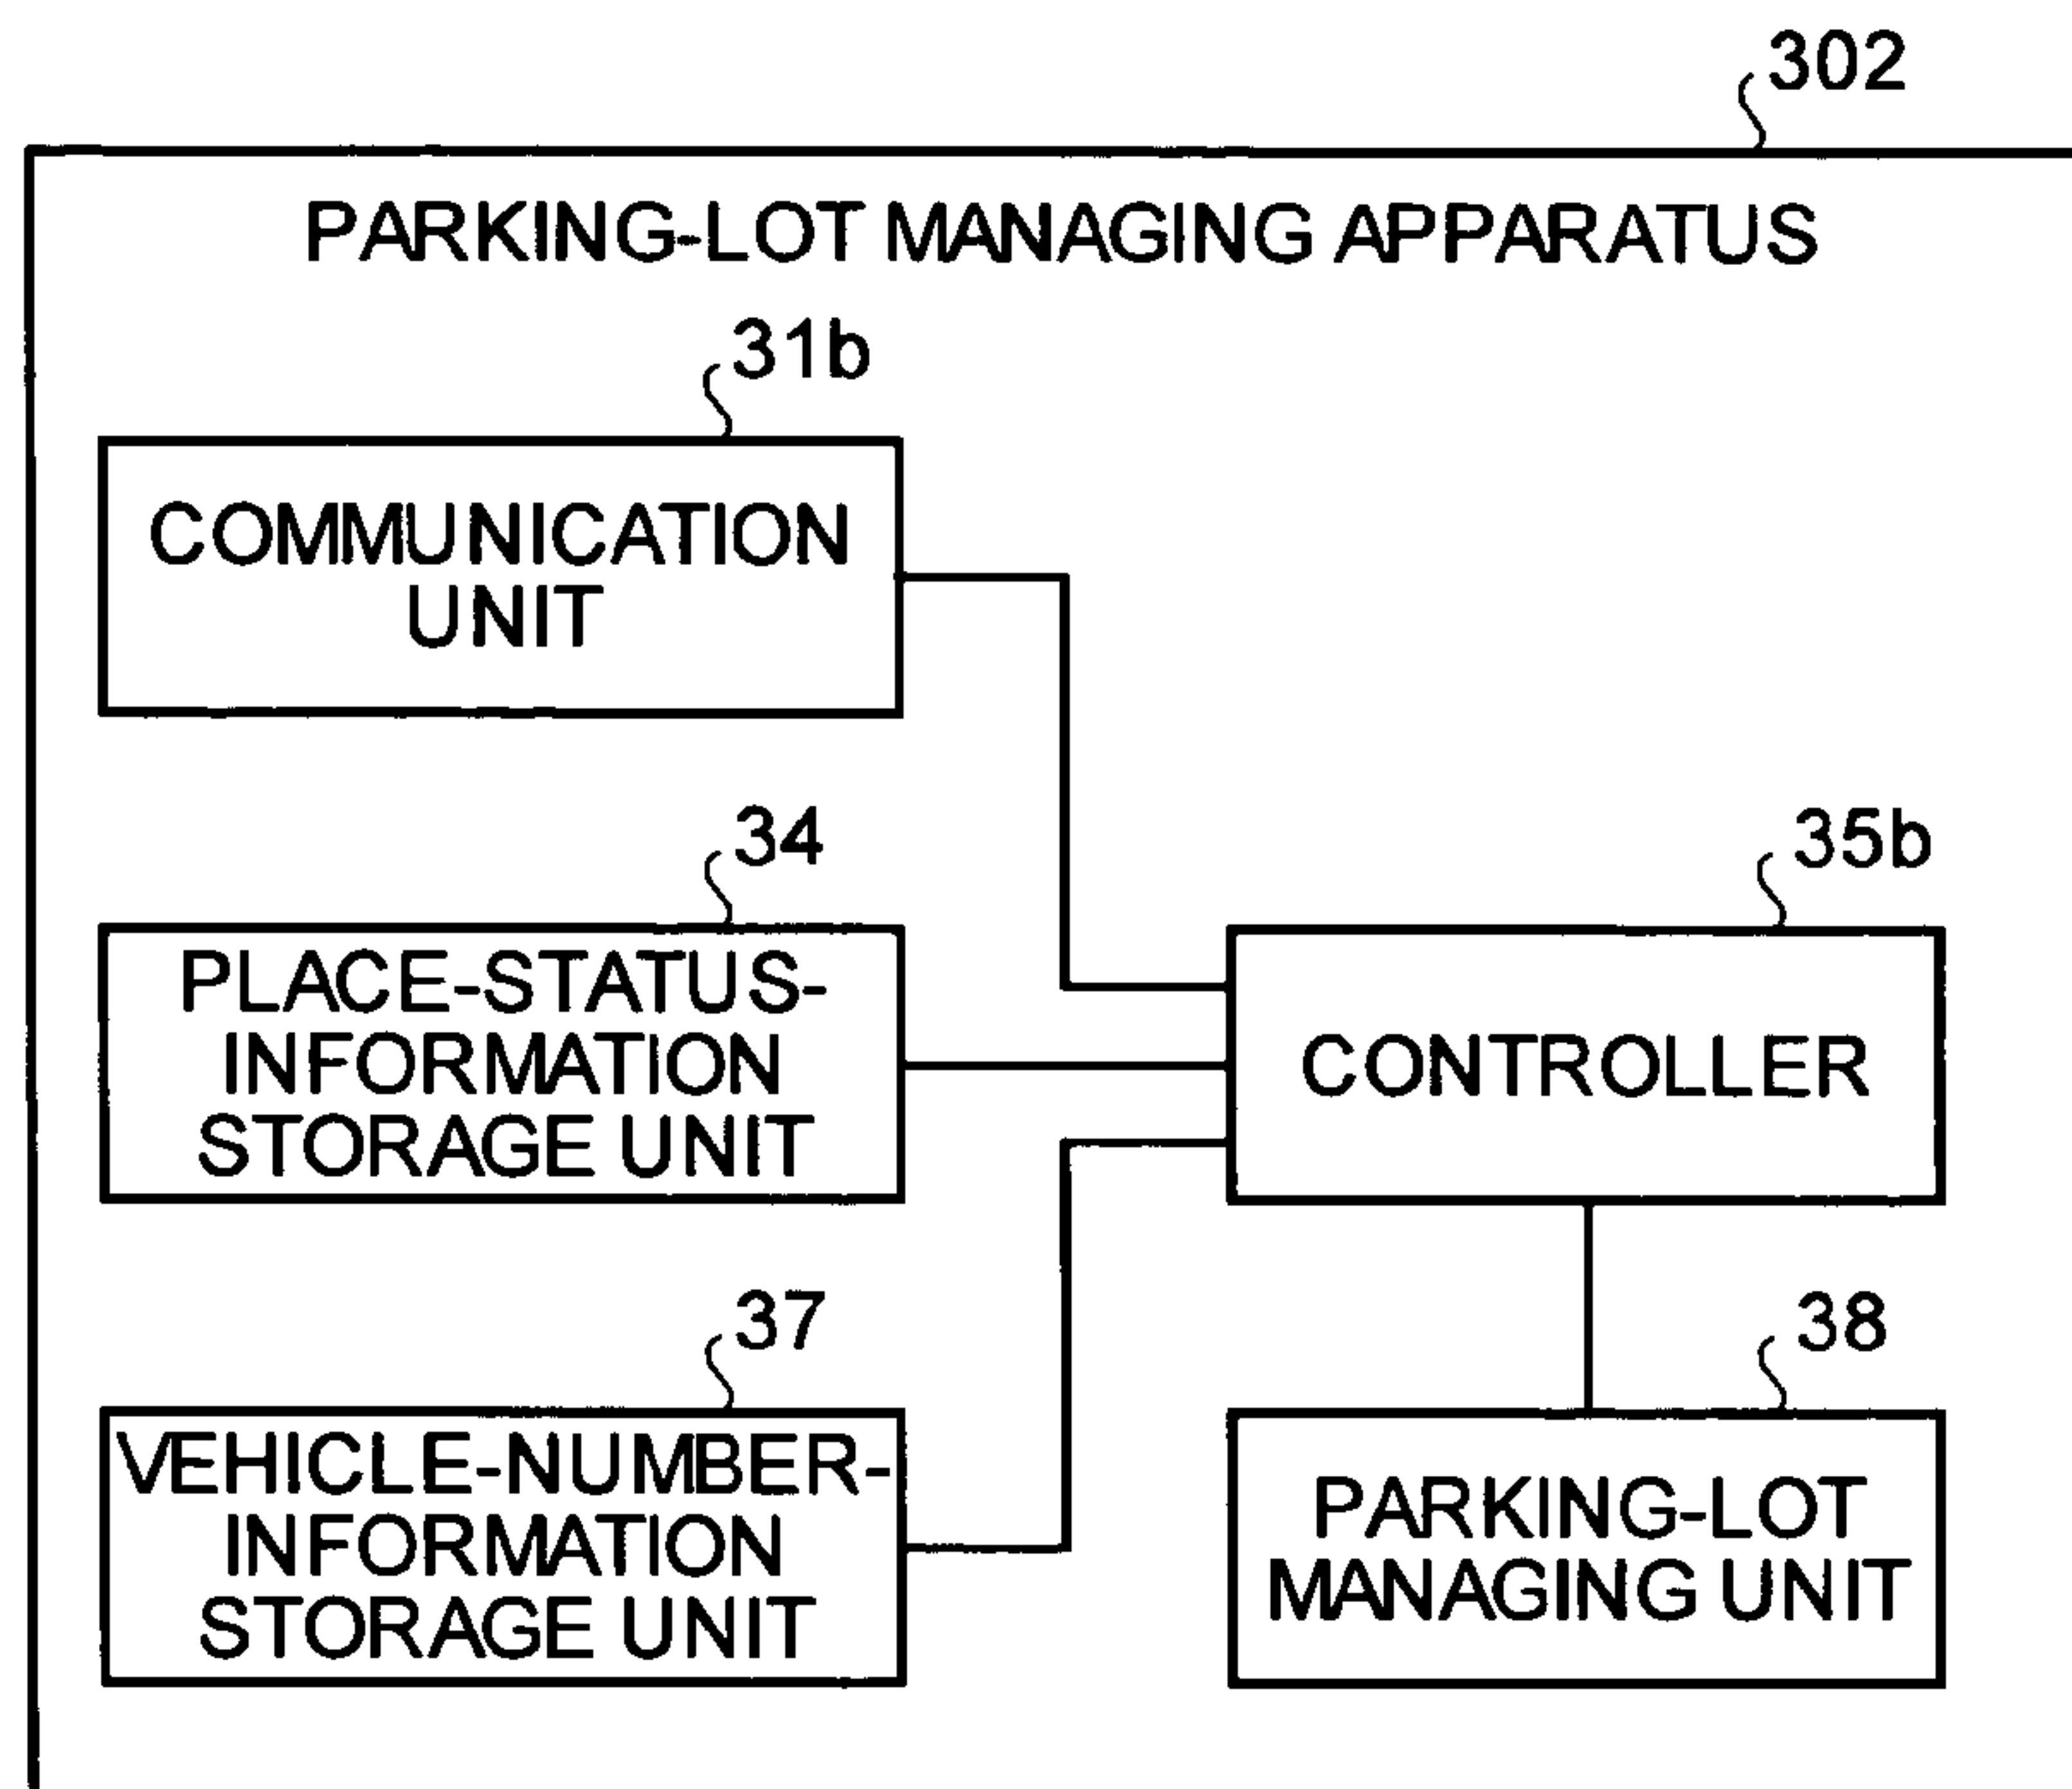 302
PARKING-LOT MANAGING APPARATUS
31b
COMMUNICATION
UNIT
34
PLACE-STATUS-
INFORMATION
STORAGE UNIT
35b
CONTROLLER
37
VEHICLE-NUMBER-
INFORMATION
STORAGE UNIT
38
PARKING-LOT
MANAGING UNIT